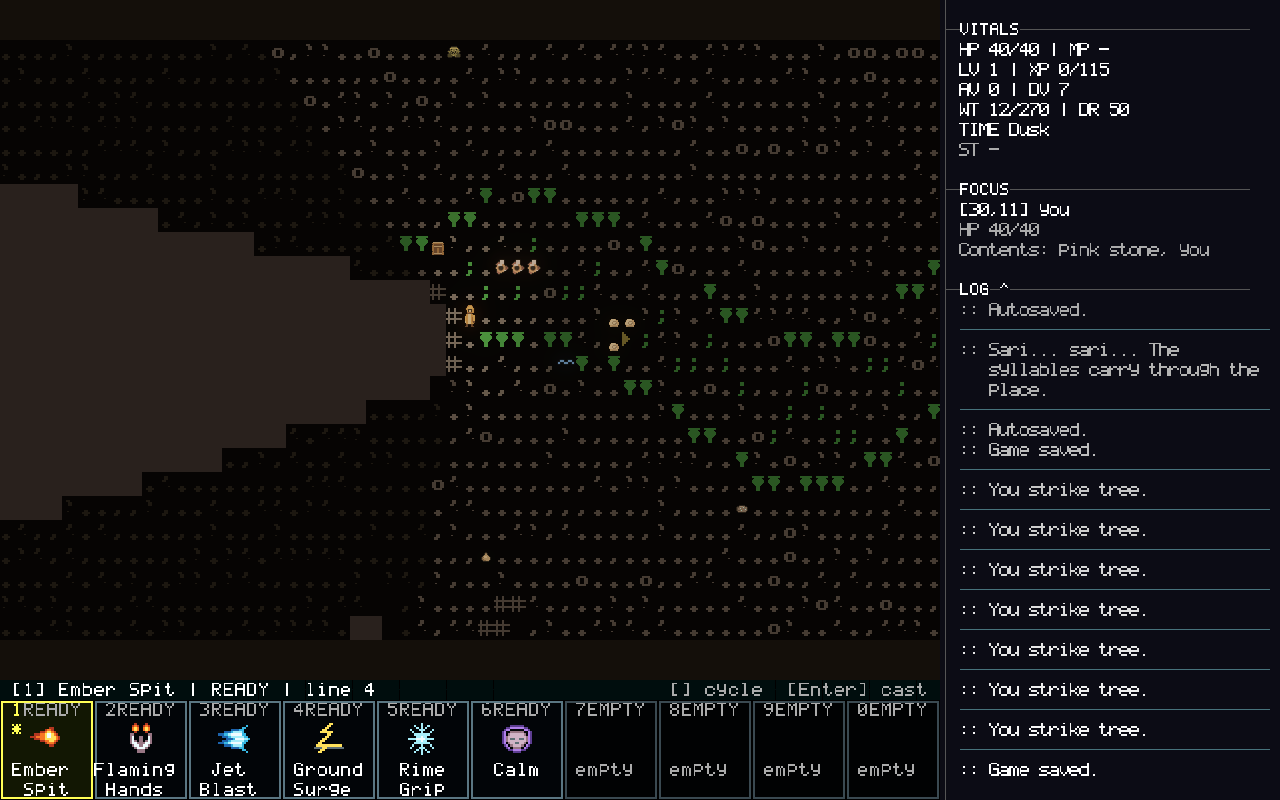 VITALS
HP 40/40 | MP -
LV 1 | XP 0/115
AV 0 | DV 7
WT 12/270 | DR 50
TIME Dusk
ST -
FOCUS
[30,11] You
HP 40/40
Contents: Pink stone, You
LOG ^
:: Autosaved.
:: Sari... sari... The
syllables carry through the
Place.
:: Autosaved.
:: Game saved.
:: You strike tree.
:: You strike tree.
:: You strike tree.
:: You strike tree.
:: You strike tree.
:: You strike tree.
:: You strike tree.
:: Game saved.
[1] Ember Spit | READY | line 4
[] cycle [Enter] cast
1READY 2READY 3READY 4READY 5READY 6READY 7EMPTY 8EMPTY 9EMPTY 0EMPTY
*
Ember Flaming Jet Ground Rime Calm empty empty empty empty
Spit Hands Blast Surge Grip